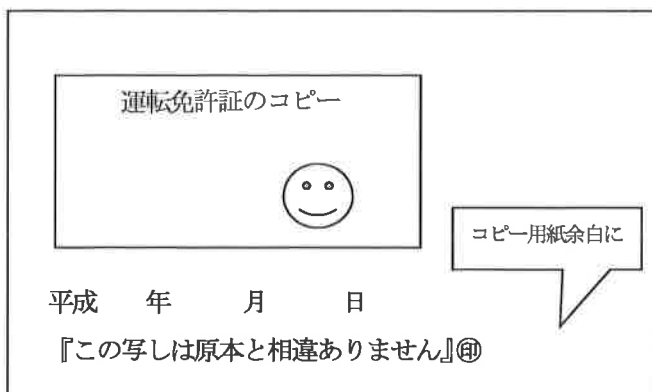 運転免許証のコピー
コピー用紙余白に
平成　　年　　　月　　　日
『この写しは原本と相違ありません』㊞